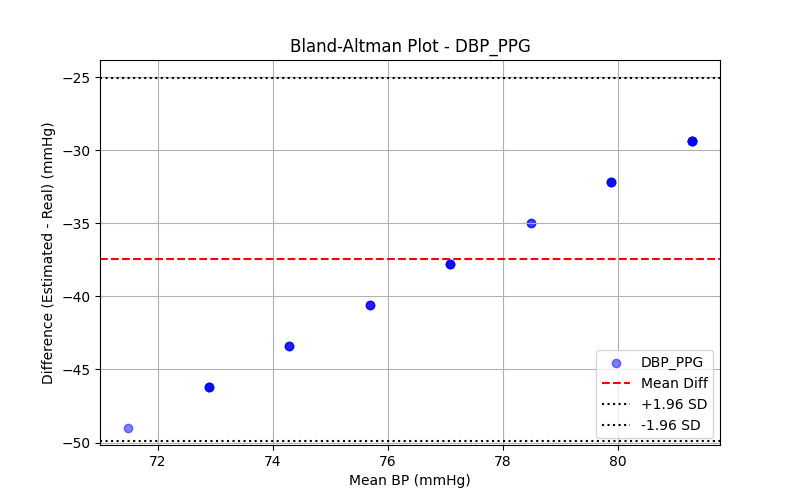 Bland-Altman Plot - DBP_PPG
Difference (Estimated - Real) (mmHg)
−25
−30
−35
−40
−45
−50
72
74
76
78
80
Mean BP (mmHg)
DBP_PPG
Mean Diff
+1.96 SD
-1.96 SD